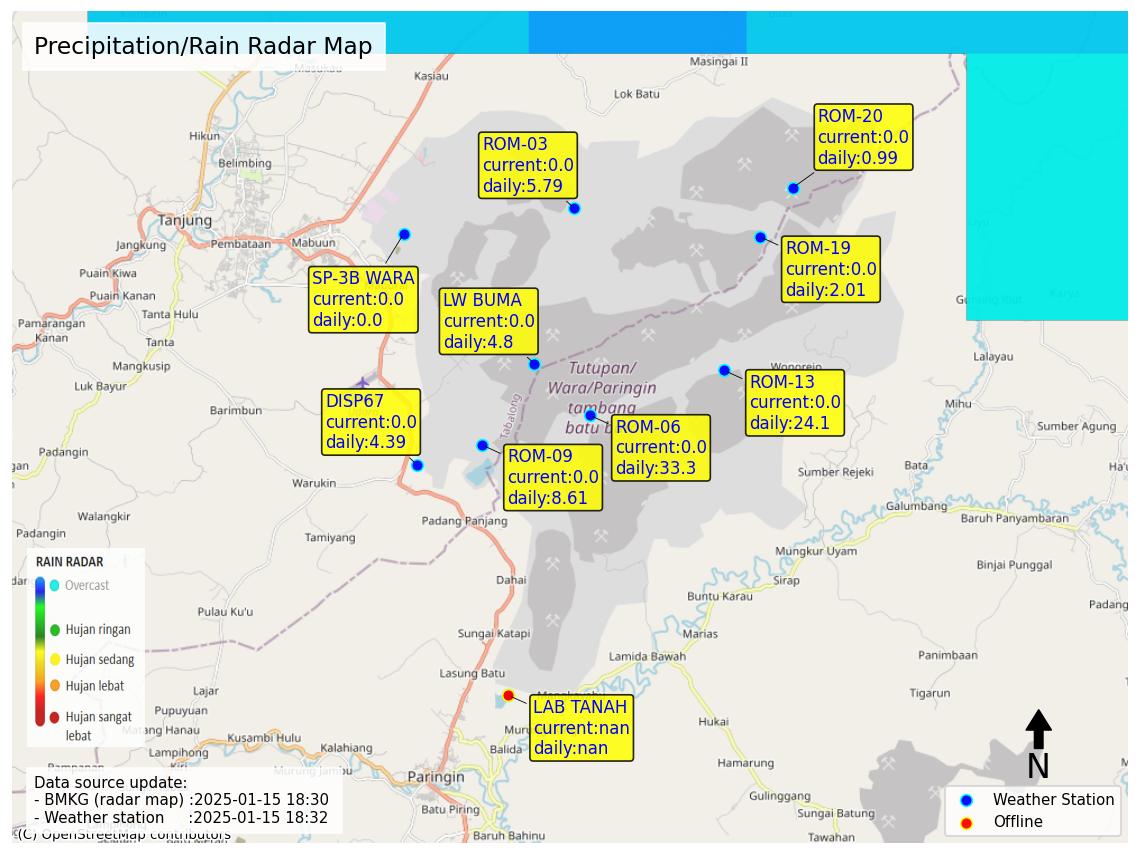 Precipitation/Rain Radar Map
Masukau
Kasiau
Masingai II
Lok Batu
Hikun
Belimbing
Tanjung
Jangkung
Pembataan
Mabuun
Puain Kiwa
Puain Kanan
Tanta Hulu
Pamarangan
Kanan
Tanta
Mangkusip
Luk Bayur
Barimbun
Padangin
Warukin
Walangkir
Padangin
Tamiyang
Padang Panjang
Tabalong
Tutupan/
Wara/Paringin
tambang
batu b
Wonorejo
Lalayau
Mihu
Sumber Agung
Bata
Sumber Rejeki
Galumbang
Baruh Panyambaran
Mungkur Uyam
Binjai Punggal
Sirap
Buntu Karau
Padang
Dahai
Pulau Ku'u
Sungai Katapi
Marias
Lamida Bawah
Panimbaan
Lasung Batu
Tigarun
Lajar
Pupuyuan
Matang Hanau
Kusambi Hulu
Lampihong
Kalahiang
Murung Jambu
Hukai
Balida
Paringin
Hamarung
Batu Piring
Gulinggang
Sungai Batung
Baruh Bahinu
Tawahan
ROM-03
current:0.0
daily:5.79
ROM-20
current:0.0
daily:0.99
ROM-19
current:0.0
daily:2.01
SP-3B WARA
current:0.0
daily:0.0
LW BUMA
current:0.0
daily:4.8
ROM-13
current:0.0
daily:24.1
DISP67
current:0.0
daily:4.39
ROM-06
current:0.0
daily:33.3
ROM-09
current:0.0
daily:8.61
LAB TANAH
current:nan
daily:nan
RAIN RADAR
Overcast
Hujan ringan
Hujan sedang
Hujan lebat
Hujan sangat
lebat
Data source update:
- BMKG (radar map) :2025-01-15 18:30
- Weather station :2025-01-15 18:32
(C) OpenStreetMap contributors
N
Weather Station
Offline